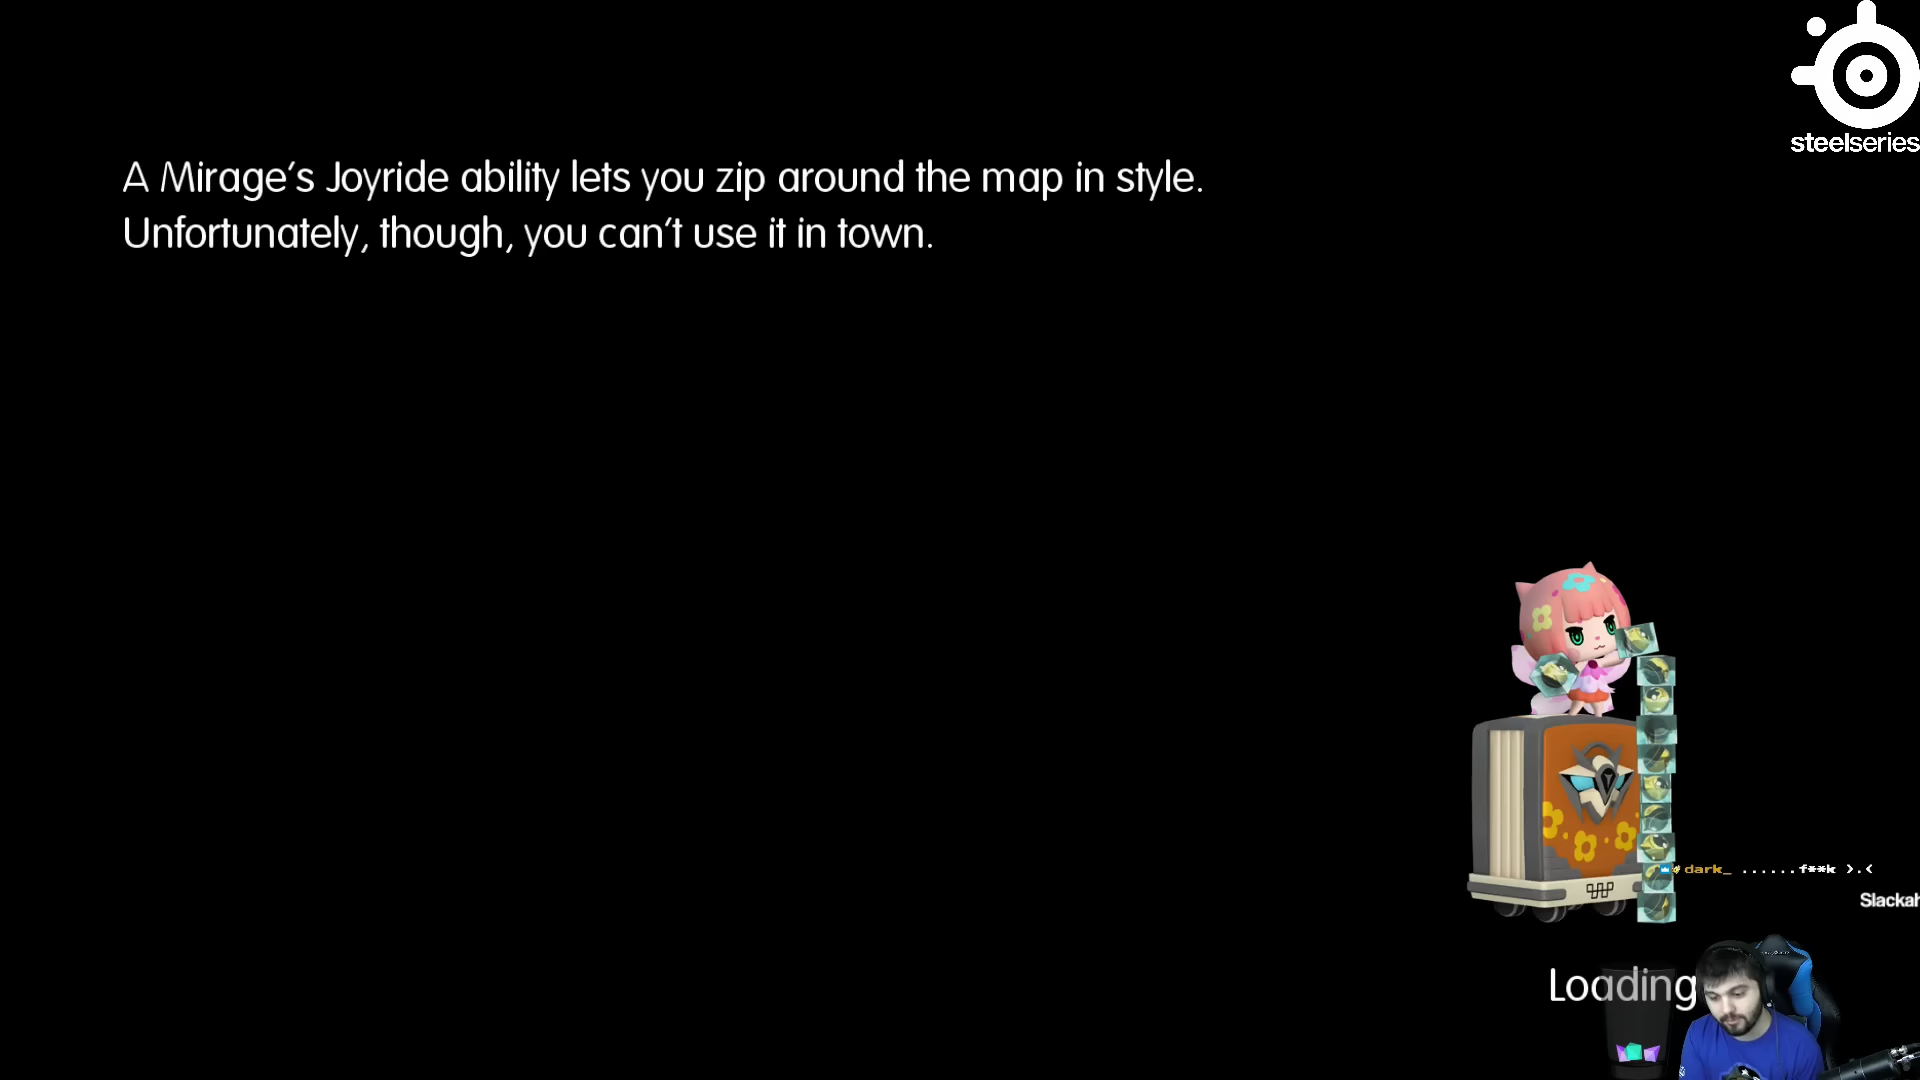 steelseries
A Mirage's Joyride ability lets you zip around the map in style.
Unfortunately, though, you can't use it in town.
dark_ ......f**k >.<
Slackah
Loading